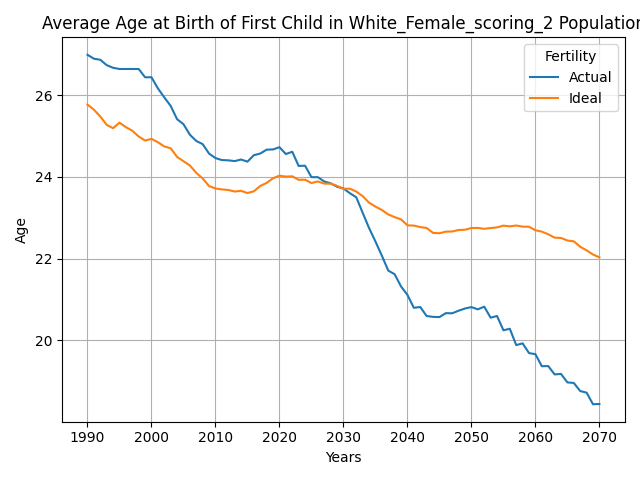 Average Age at Birth of First Child in White_Female_scoring_2 Population
Fertility
Actual
Ideal
26
24
22
20
Age
1990 2000 2010 2020 2030 2040 2050 2060 2070
Years